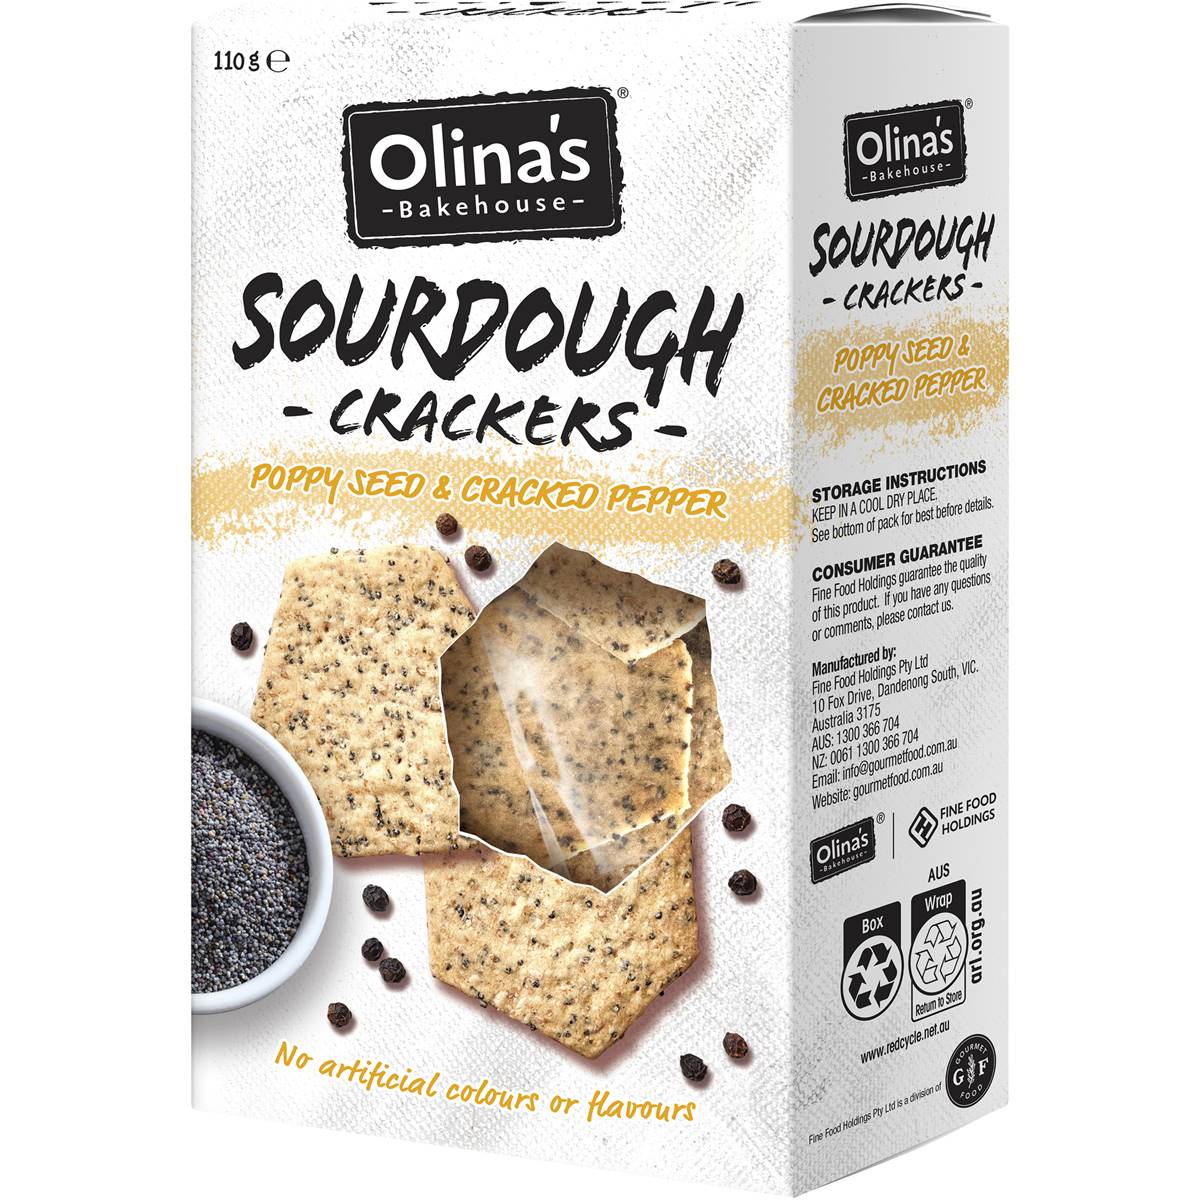 110 g ℮
Olina's
-Bakehouse-
®
SOURDOUGH
- CRACKERS -
POPPY SEED & CRACKED PEPPER
No artificial colours or flavours
Olina's
-Bakehouse-
®
SOURDOUGH
- CRACKERS -
POPPY SEED &
CRACKED PEPPER
STORAGE INSTRUCTIONS
KEEP IN A COOL DRY PLACE.
See bottom of pack for best before details.
CONSUMER GUARANTEE
Fine Food Holdings guarantee the quality
of this product. If you have any questions
or comments, please contact us.
Manufactured by:
Fine Food Holdings Pty Ltd
10 Fox Drive, Dandenong South, VIC.
Australia 3175
AUS: 1300 366 704
NZ: 0061 1300 366 704
Email: info@gourmetfood.com.au
Website: gourmetfood.com.au
Olina's
-Bakehouse-
®
FINE FOOD
HOLDINGS
AUS
Box
Wrap
Return to Store
arl.org.au
www.redcycle.net.au
Fine Food Holdings Pty Ltd is a division of
GOURMET
G F
FOOD